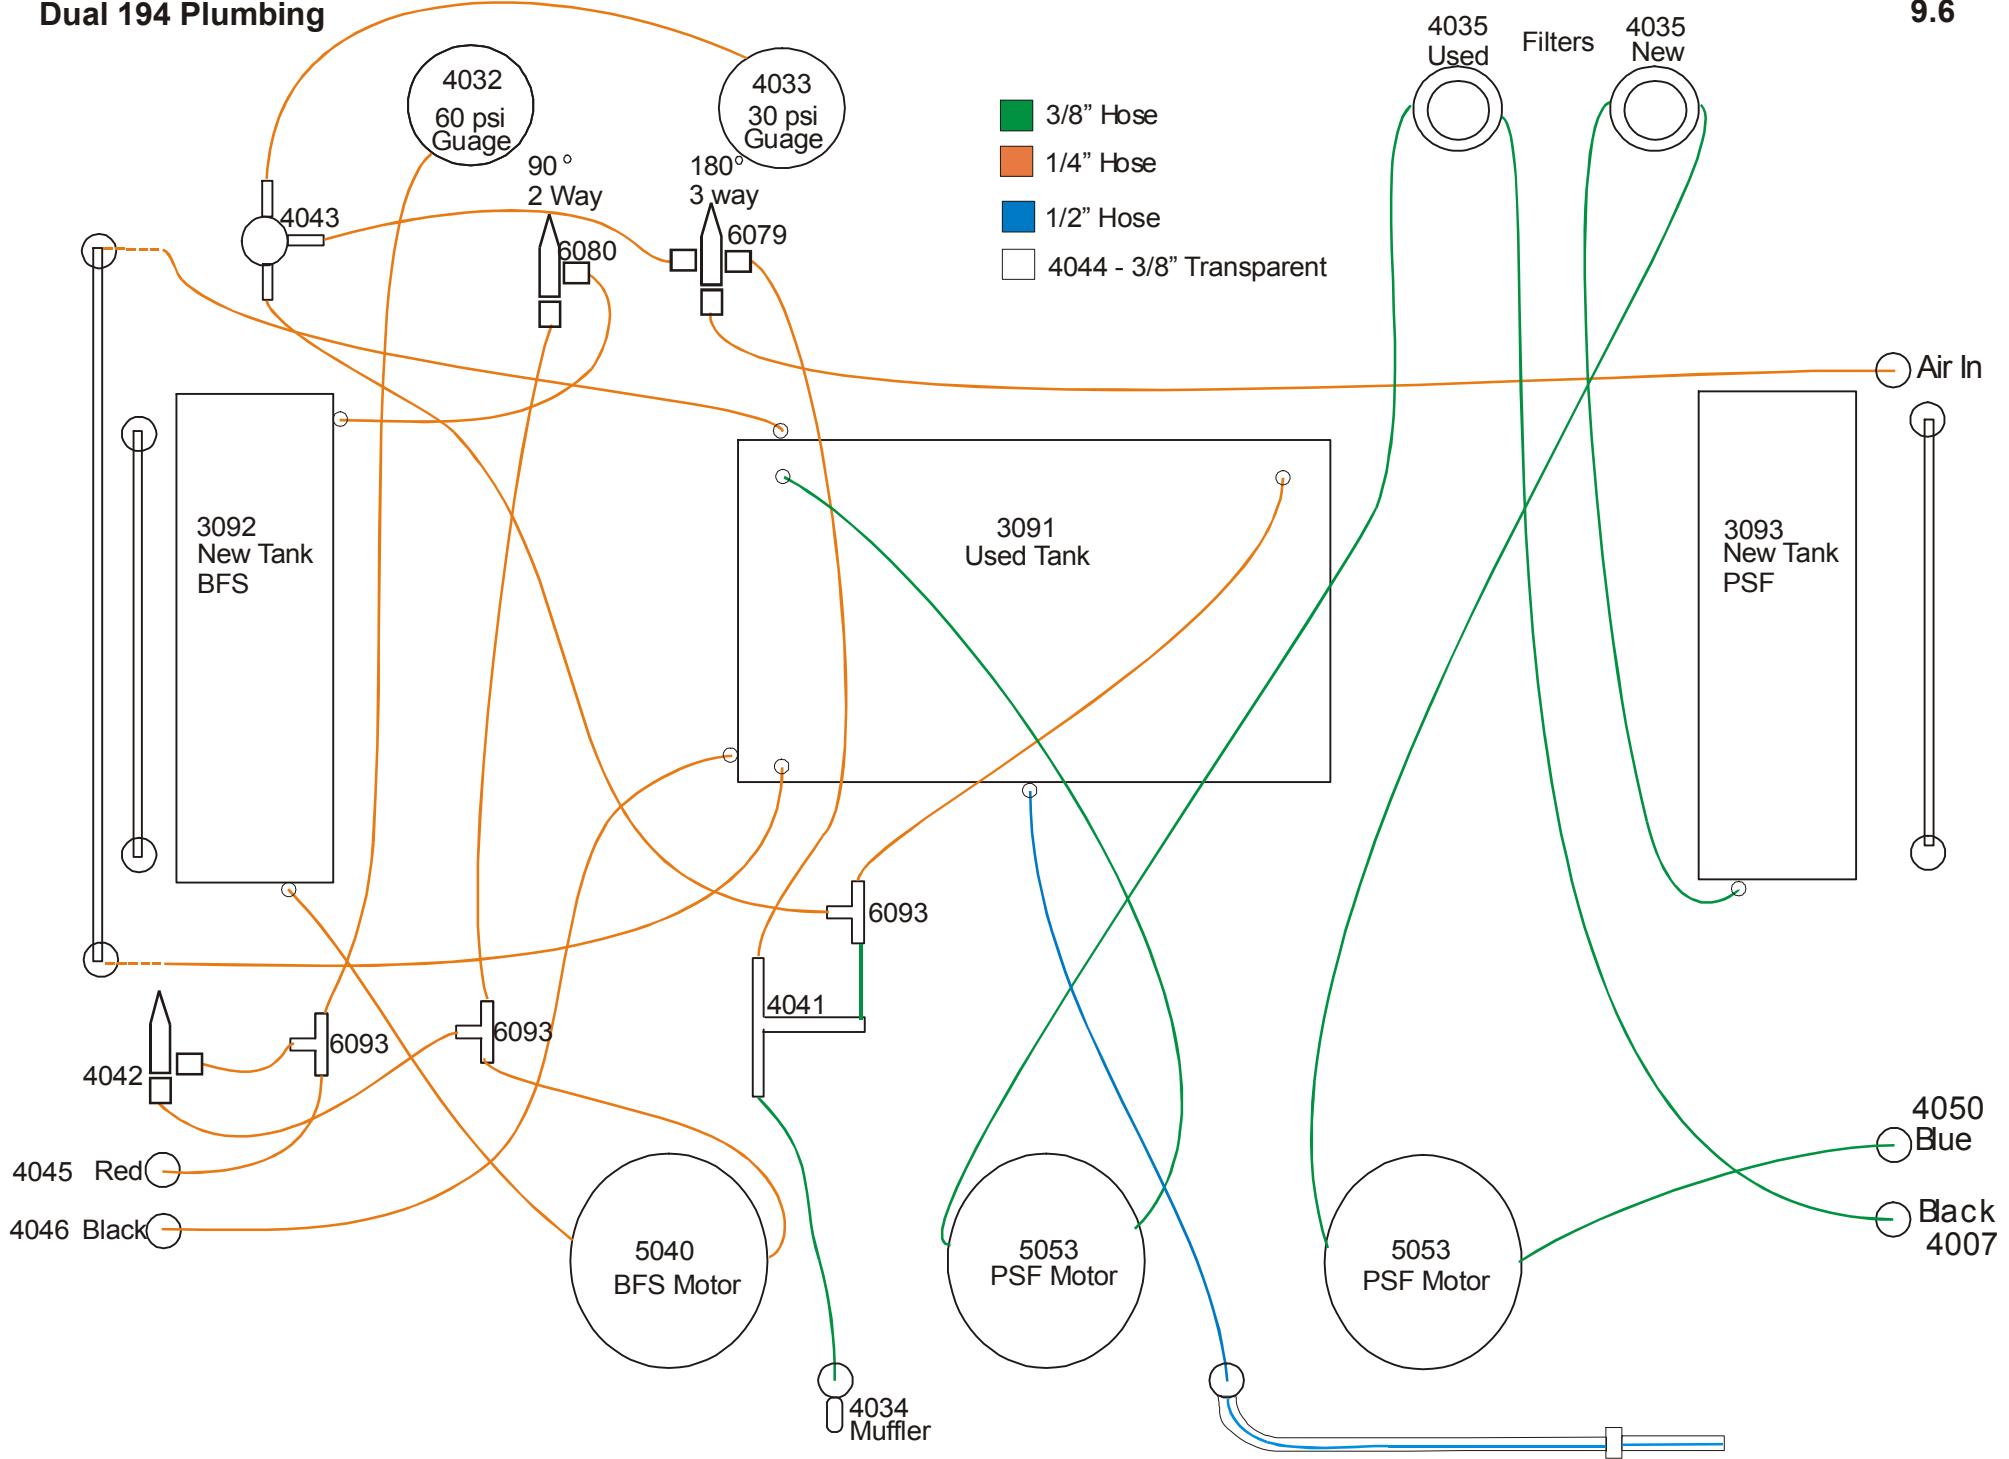 Dual 194 Plumbing
9.6
4035
Used
Filters
4035
New
4032
60 psi
Guage
4033
30 psi
Guage
3/8” Hose
1/4” Hose
1/2” Hose
4044 - 3/8” Transparent
90°
2 Way
180°
3 way
4043
6080
6079
Air In
3092
New Tank
BFS
3091
Used Tank
3093
New Tank
PSF
6093
4041
6093
6093
4042
4045 Red
4046 Black
4050
Blue
Black
4007
5040
BFS Motor
5053
PSF Motor
5053
PSF Motor
4034
Muffler